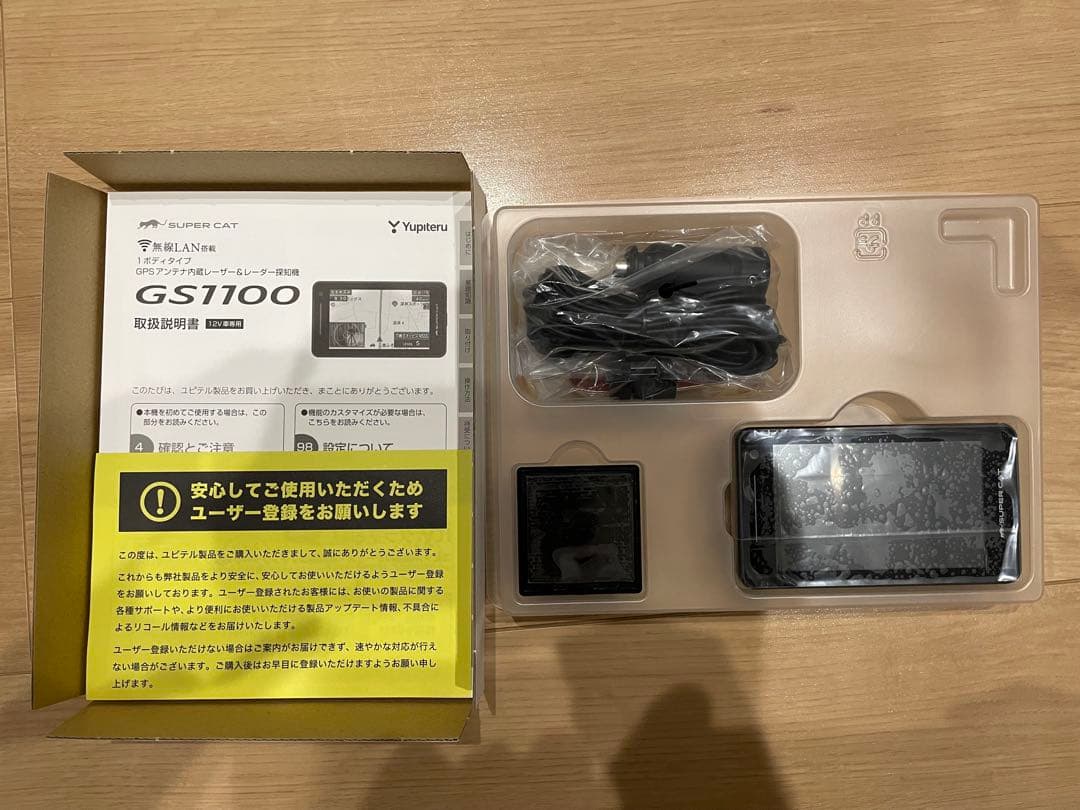 SUPER CAT
Yupiteru
無線LAN搭載
1ボディタイプ
GPSアンテナ内蔵レーザー&レーダー探知機
GS1100
取扱説明書 12V車専用
このたびは、ユピテル製品をお買い上げいただき、まことにありがとうございます。
●本機を初めてご使用する場合は、この
部分をお読みください。
4 確認とご注意
●機能のカスタマイズが必要な場合は、
こちらをお読みください。
98 設定について
はじめに
取り付け
操作方法
安心してご使用いただくため
ユーザー登録をお願いします
この度は、ユピテル製品をご購入いただきまして、誠にありがとうございます。
これからも弊社製品をより安全に、安心してお使いいただけるようユーザー登録
をお願いしております。ユーザー登録されたお客様には、お使いの製品に関する
各種サポートや、より便利にお使いいただける製品アップデート情報、不具合に
よるリコール情報などをお届けいたします。
ユーザー登録いただけない場合はご案内がお届けできず、速やかな対応が行え
ない場合がございます。ご購入後はお早目に登録いただけますようお願い申し
上げます。
SUPER CAT